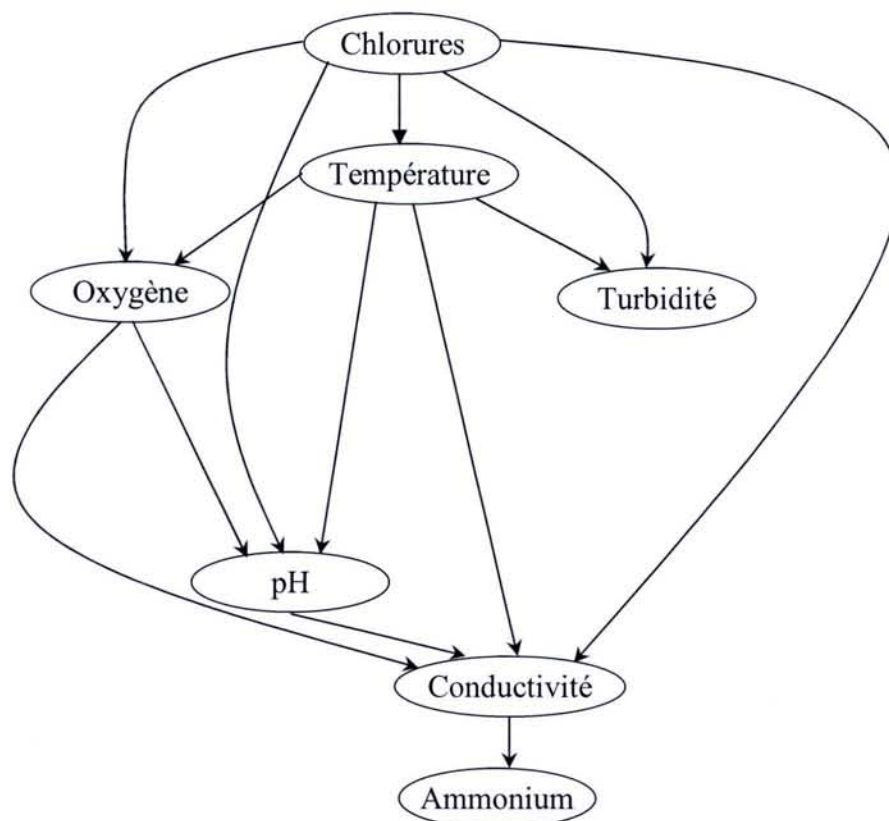 Chlorures
Température
Oxygène
Turbidité
pH
Conductivité
Ammonium